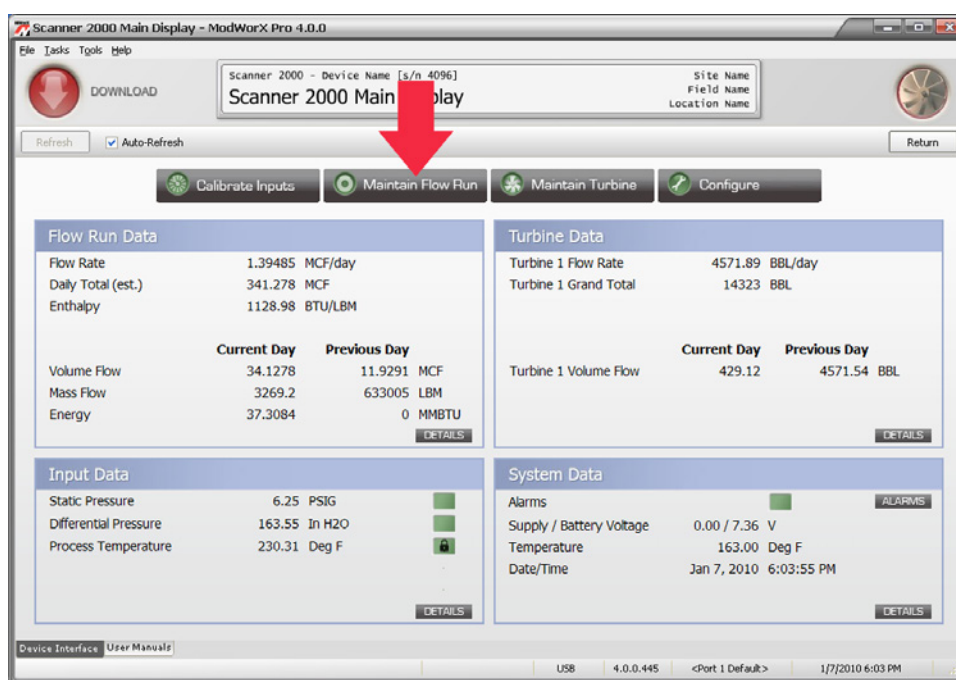 Scanner 2000 Main Display - ModWorX Pro 4.0.0
File Tasks Tools Help
DOWNLOAD
Scanner 2000 - Device Name [s/n 4096]
Scanner 2000 Main Display
Site Name
Field Name
Location Name
Refresh Auto-Refresh Return
Calibrate Inputs Maintain Flow Run Maintain Turbine Configure
Flow Run Data
Flow Rate 1.39485 MCF/day
Daily Total (est.) 341.278 MCF
Enthalpy 1128.98 BTU/LBM
Current Day Previous Day
Volume Flow 34.1278 11.9291 MCF
Mass Flow 3269.2 633005 LBM
Energy 37.3084 0 MMBTU
DETAILS
Turbine Data
Turbine 1 Flow Rate 4571.89 BBL/day
Turbine 1 Grand Total 14323 BBL
Current Day Previous Day
Turbine 1 Volume Flow 429.12 4571.54 BBL
DETAILS
Input Data
Static Pressure 6.25 PSIG
Differential Pressure 163.55 In H2O
Process Temperature 230.31 Deg F
DETAILS
System Data
Alarms ALARMS
Supply / Battery Voltage 0.00 / 7.36 V
Temperature 163.00 Deg F
Date/Time Jan 7, 2010 6:03:55 PM
DETAILS
Device Interface User Manuals
USB 4.0.0.445 <Port 1 Default> 1/7/2010 6:03 PM